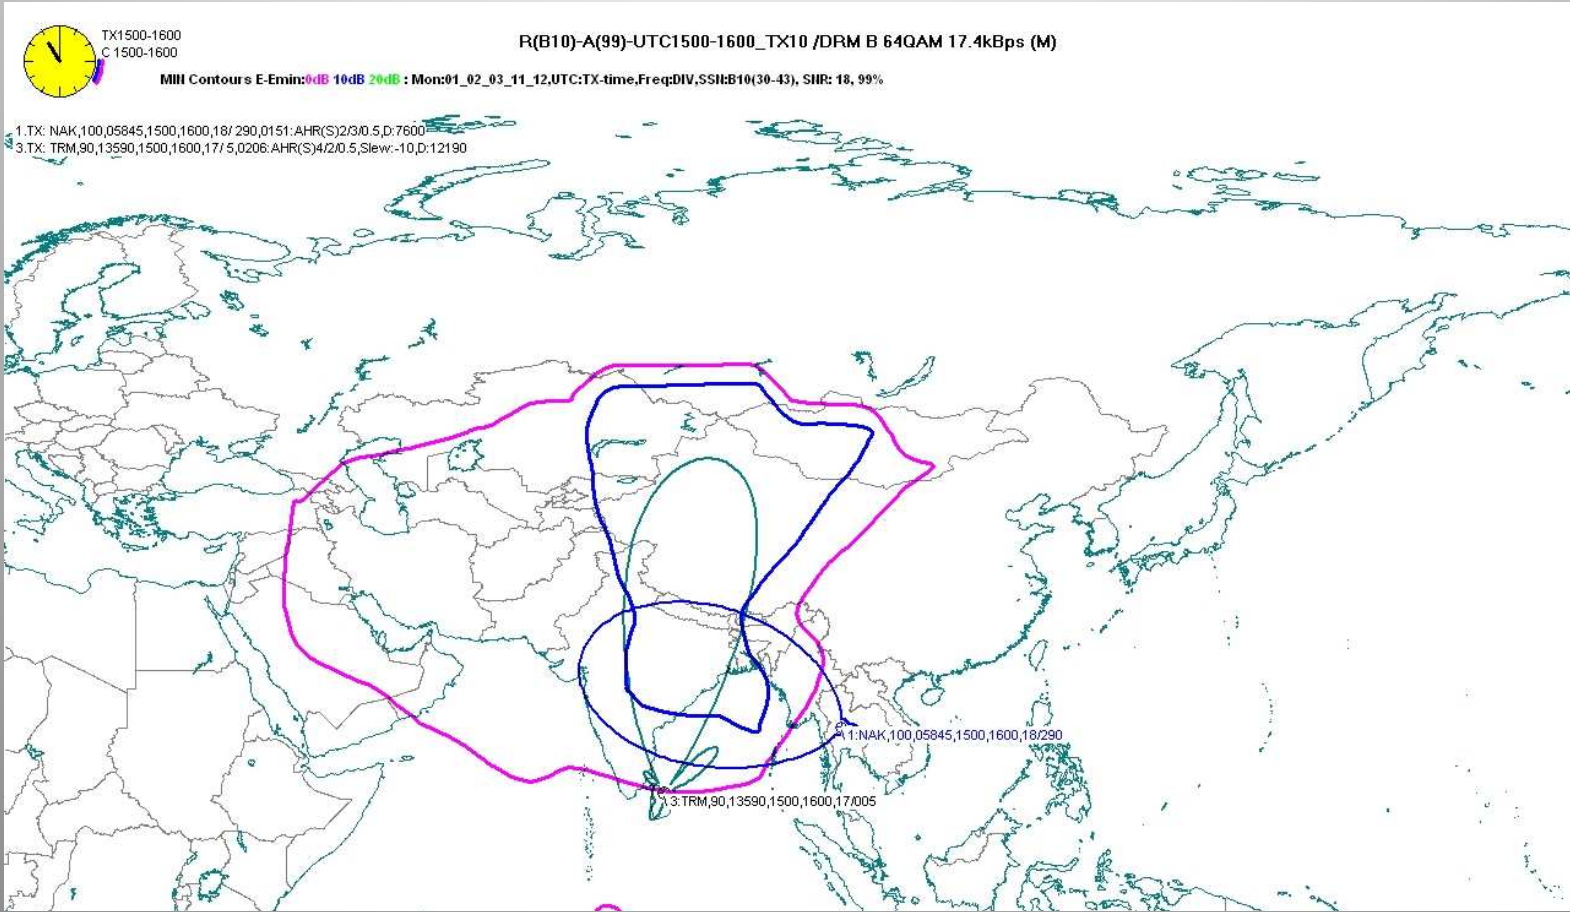 TX1500-1600
C 1500-1600
R(B10)-A(99)-UTC1500-1600_TX10 /DRM B 64QAM 17.4kBps (M)
MIN Contours E-Emin:0dB 10dB 20dB : Mon:01_02_03_11_12,UTC:TX-time,Freq:DIV,SSN:B10(30-43), SNR: 18, 99%
1.TX: NAK,100,05845,1500,1600,18/ 290,0151:AHR(S)2/3/0.5,D:7600
3.TX: TRM,90,13590,1500,1600,17/ 5,0206:AHR(S)4/2/0.5,Slew:-10,D:12190
1:NAK,100,05845,1500,1600,18/290
3:TRM,90,13590,1500,1600,17/005